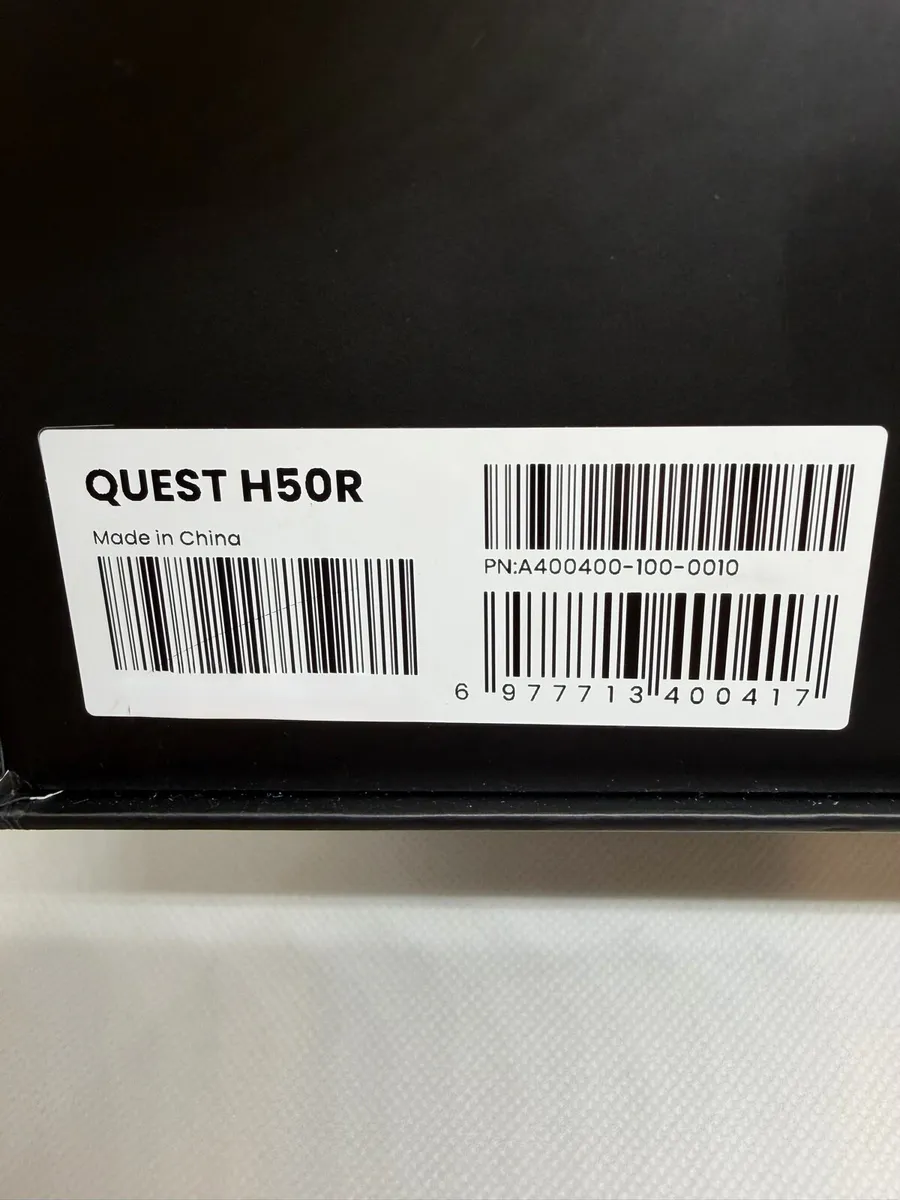 QUEST H50R
Made in China
PN:A400400-100-0010
6 977713 400417